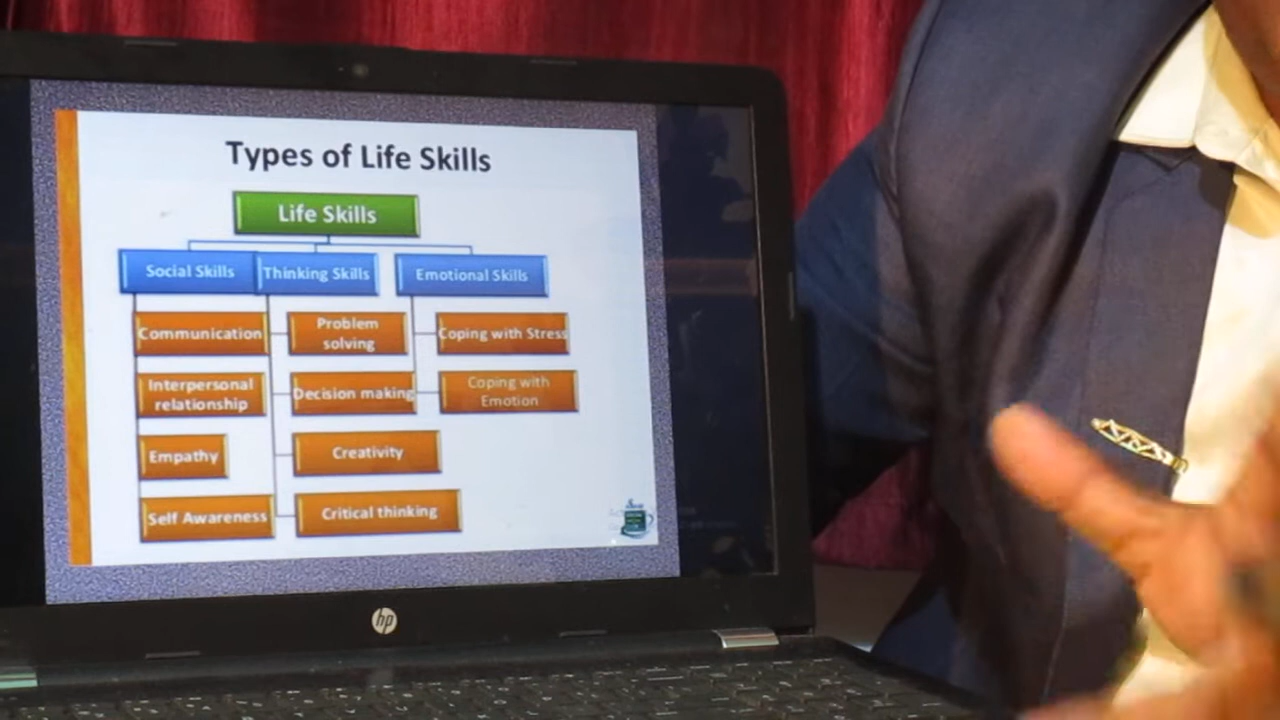 Types of Life Skills
Life Skills
Social Skills
Thinking Skills
Emotional Skills
Communication
Problem
solving
Coping with Stress
Interpersonal
relationship
Decision making
Coping with
Emotion
Empathy
Creativity
Self Awareness
Critical thinking
hp